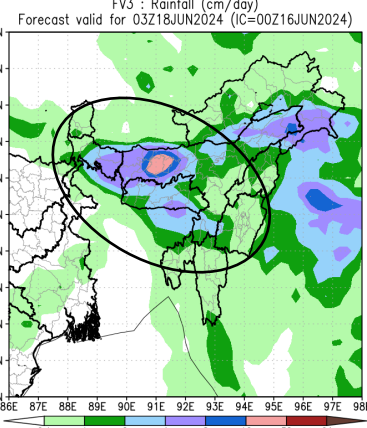 FV3 : Rainfall (cm/day)
Forecast valid for 03Z18JUN2024 (IC=00Z16JUN2024)
86E 87E 88E 89E 90E 91E 92E 93E 94E 95E 96E 97E 98E